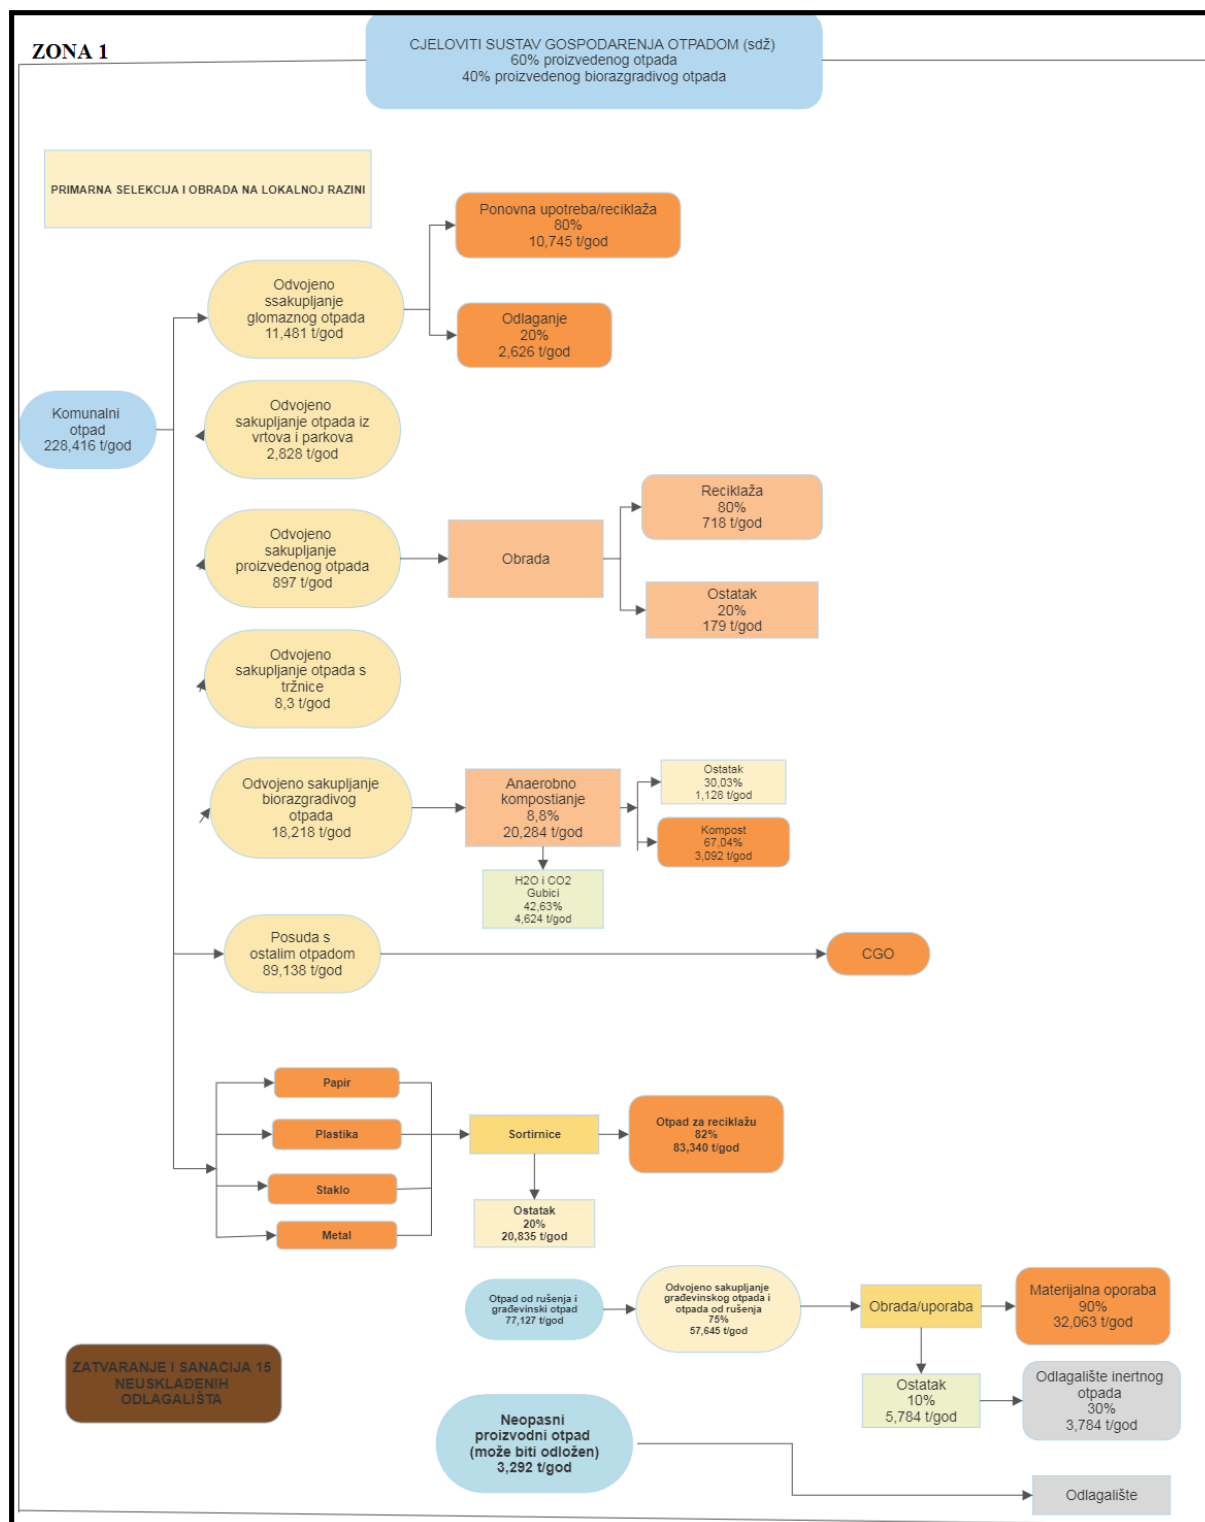 ZONA 1
CJELOVITI SUSTAV GOSPODARENJA OTPADOM (sdž)
60% proizvedenog otpada
40% proizvedenog biorazgradivog otpada
PRIMARNA SELEKCIJA I OBRADA NA LOKALNOJ RAZINI
Ponovna upotreba/reciklaža
80%
10,745 t/god
Odvojeno
ssakupljanje
glomaznog otpada
11,481 t/god
Odlaganje
20%
2,626 t/god
Komunalni
otpad
228,416 t/god
Odvojeno
sakupljanje otpada iz
vrtova i parkova
2,828 t/god
Odvojeno
sakupljanje
proizvedenog otpada
897 t/god
Obrada
Reciklaža
80%
718 t/god
Ostatak
20%
179 t/god
Odvojeno
sakupljanje otpada s
tržnice
8,3 t/god
Odvojeno sakupljanje
biorazgradivog
otpada
18,218 t/god
Anaerobno
kompostianje
8,8%
20,284 t/god
Ostatak
30,03%
1,128 t/god
Kompost
67,04%
3,092 t/god
H2O i CO2
Gubici
42,63%
4,624 t/god
Posuda s
ostalim otpadom
89,138 t/god
CGO
Papir
Plastika
Staklo
Metal
Sortirnice
Otpad za reciklažu
82%
83,340 t/god
Ostatak
20%
20,835 t/god
Otpad od rušenja i
građevinski otpad
77,127 t/god
Odvojeno sakupljanje
građevinskog otpada i
otpada od rušenja
75%
57,645 t/god
Obrada/uporaba
Materijalna oporaba
90%
32,063 t/god
Ostatak
10%
5,784 t/god
Odlagalište inertnog
otpada
30%
3,784 t/god
ZATVARANJE I SANACIJA 15
NEUSKLAĐENIH
ODLAGALIŠTA
Neopasni
proizvodni otpad
(može biti odložen)
3,292 t/god
Odlagalište